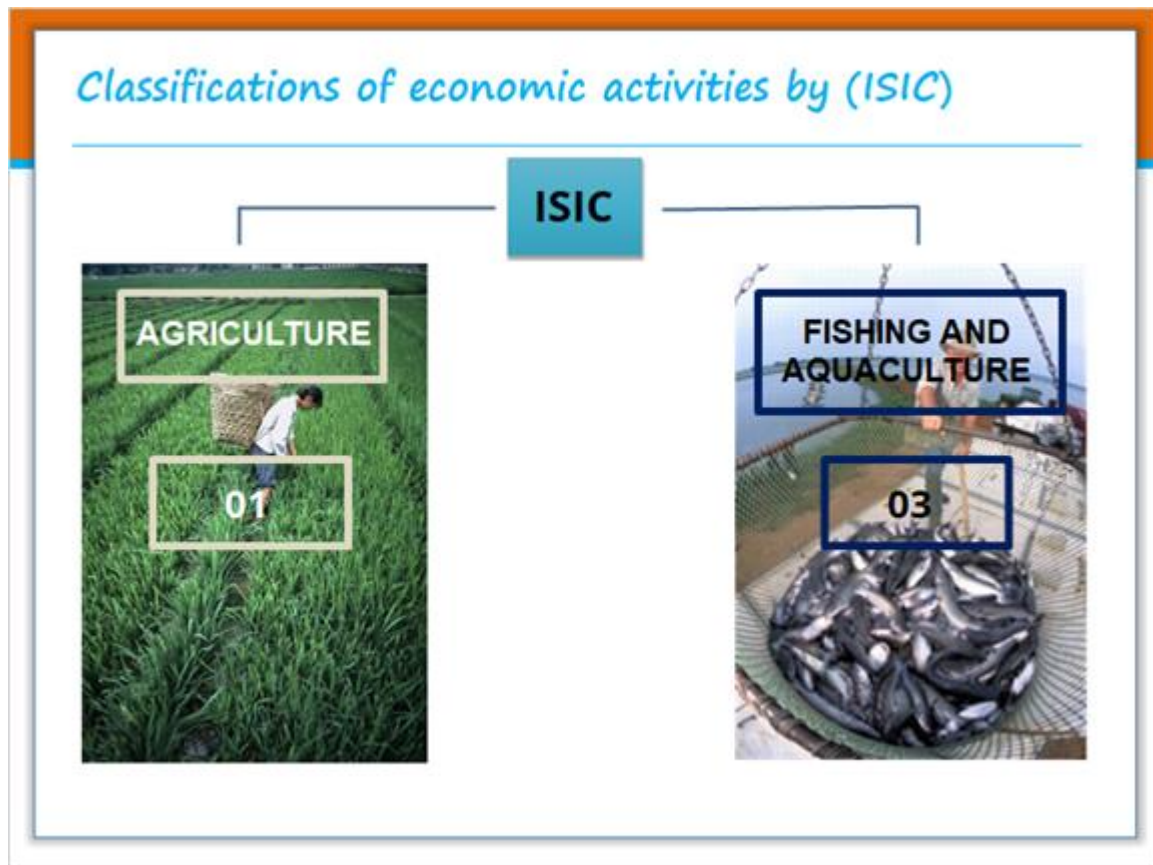 Classifications of economic activities by (ISIC)
ISIC
AGRICULTURE
01
FISHING AND
AQUACULTURE
03